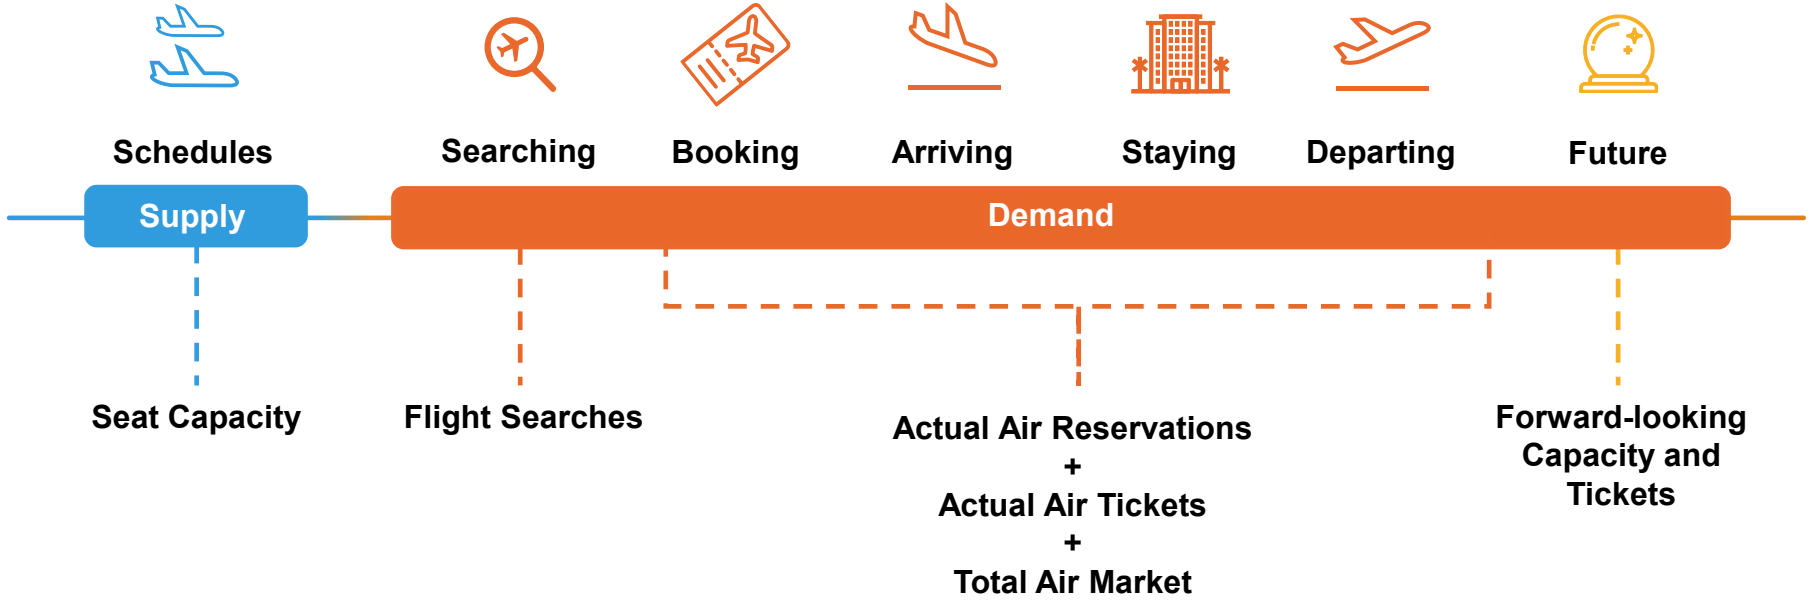 Schedules
Searching
Booking
Arriving
Staying
Departing
Future
Supply
Demand
Seat Capacity
Flight Searches
Actual Air Reservations
+
Actual Air Tickets
+
Total Air Market
Forward-looking
Capacity and
Tickets